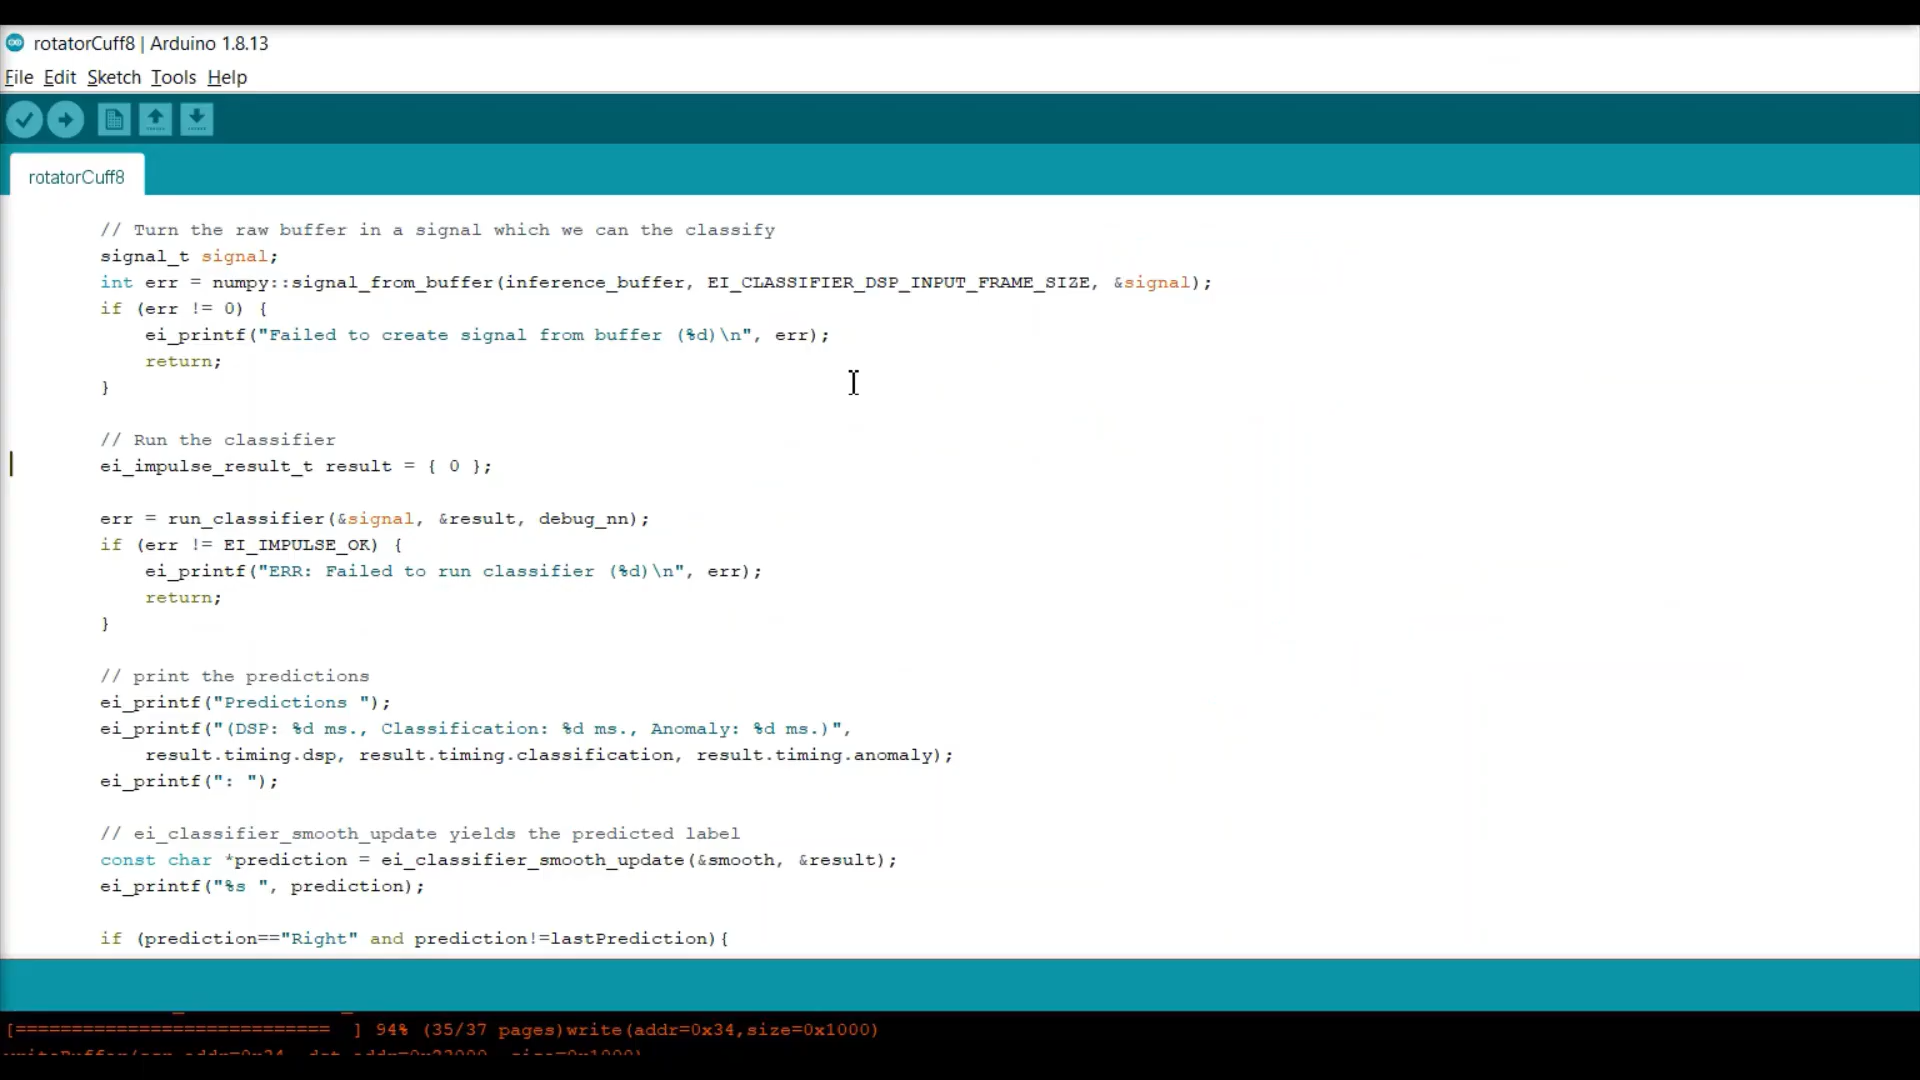 rotatorCuff8 | Arduino 1.8.13
File Edit Sketch Tools Help
rotatorCuff8
// Turn the raw buffer in a signal which we can the classify
signal_t signal;
int err = numpy::signal_from_buffer(inference_buffer, EI_CLASSIFIER_DSP_INPUT_FRAME_SIZE, &signal);
if (err != 0) {
ei_printf("Failed to create signal from buffer (%d)\n", err);
return;
}
// Run the classifier
ei_impulse_result_t result = { 0 };
err = run_classifier(&signal, &result, debug_nn);
if (err != EI_IMPULSE_OK) {
ei_printf("ERR: Failed to run classifier (%d)\n", err);
return;
}
// print the predictions
ei_printf("Predictions ");
ei_printf("(DSP: %d ms., Classification: %d ms., Anomaly: %d ms.)",
result.timing.dsp, result.timing.classification, result.timing.anomaly);
ei_printf(": ");
// ei_classifier_smooth_update yields the predicted label
const char *prediction = ei_classifier_smooth_update(&smooth, &result);
ei_printf("%s ", prediction);
if (prediction=="Right" and prediction!=lastPrediction){
[============================  ] 94% (35/37 pages)write(addr=0x34,size=0x1000)